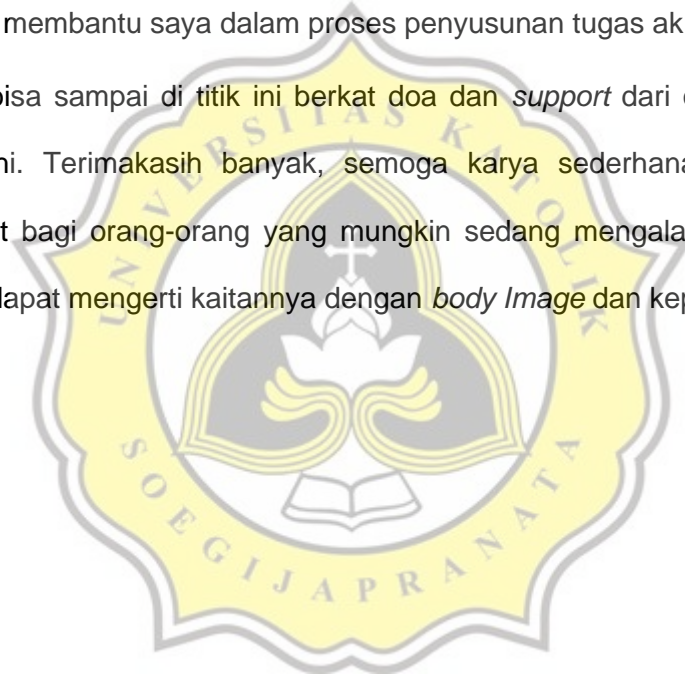 membantu saya dalam proses penyusunan tugas ak
bisa sampai di titik ini berkat doa dan support dari
ni. Terimakasih banyak, semoga karya sederhana
t bagi orang-orang yang mungkin sedang mengala
dapat mengerti kaitannya dengan body Image dan kep
UNIVERSITAS KATOLIK
SOEGIJAPRANATA